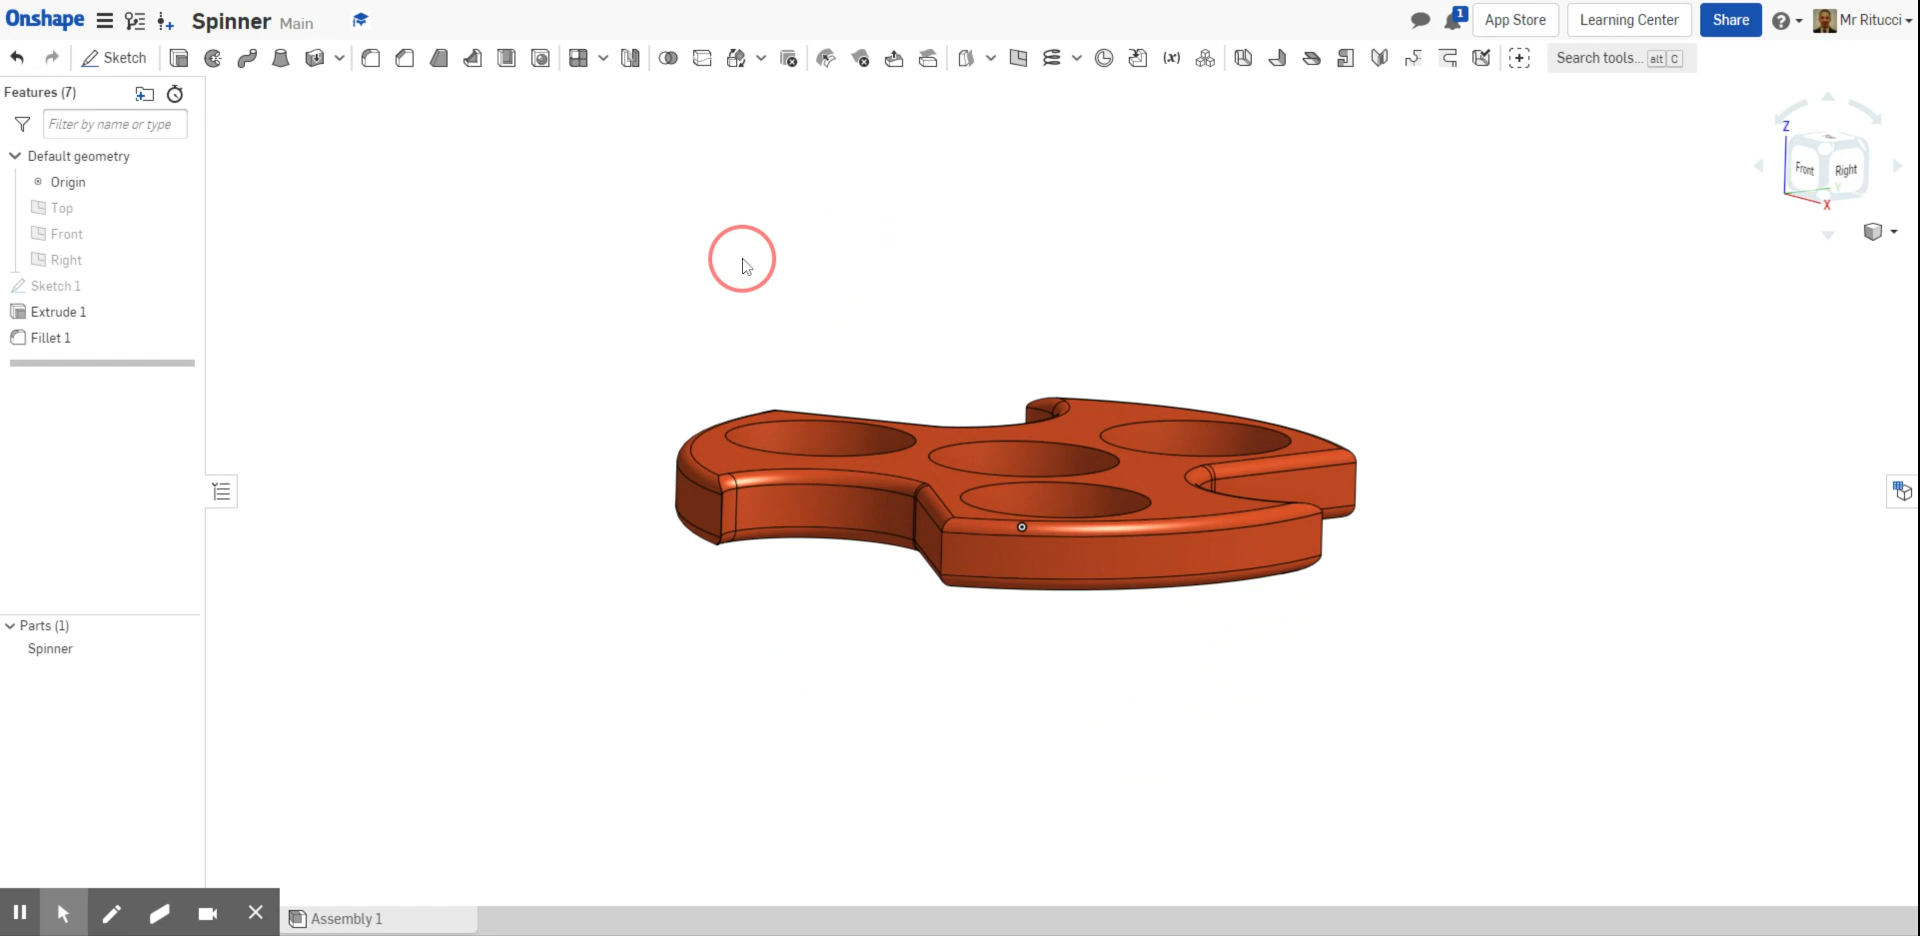 Onshape Spinner Main 1 App Store Learning Center Share Mr Ritucci
Sketch (x) Search tools... alt C
Features (7)
Filter by name or type
Default geometry
Origin
Top
Front
Right
Sketch 1
Extrude 1
Fillet 1
Z
Front Right
Y
X
Parts (1)
Spinner
Assembly 1